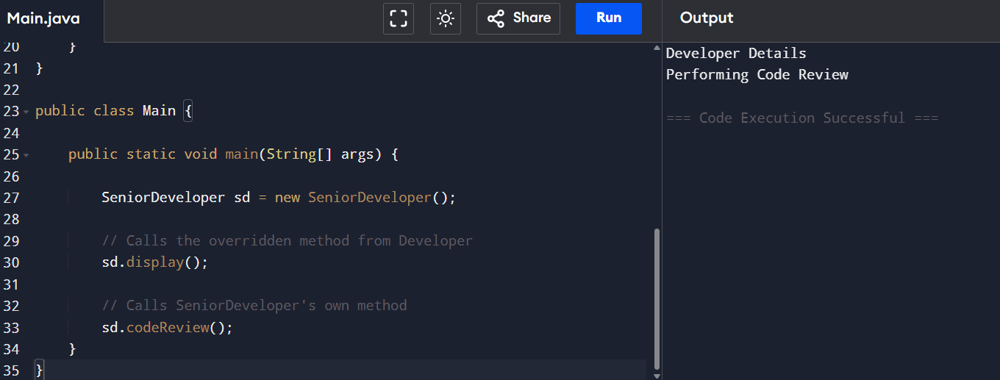 Main.java
Share
Run
Output
20 }
21 }
22
23 public class Main {
24
25 public static void main(String[] args) {
26
27 SeniorDeveloper sd = new SeniorDeveloper();
28
29 // Calls the overridden method from Developer
30 sd.display();
31
32 // Calls SeniorDeveloper's own method
33 sd.codeReview();
34 }
35 }
Developer Details
Performing Code Review
=== Code Execution Successful ===